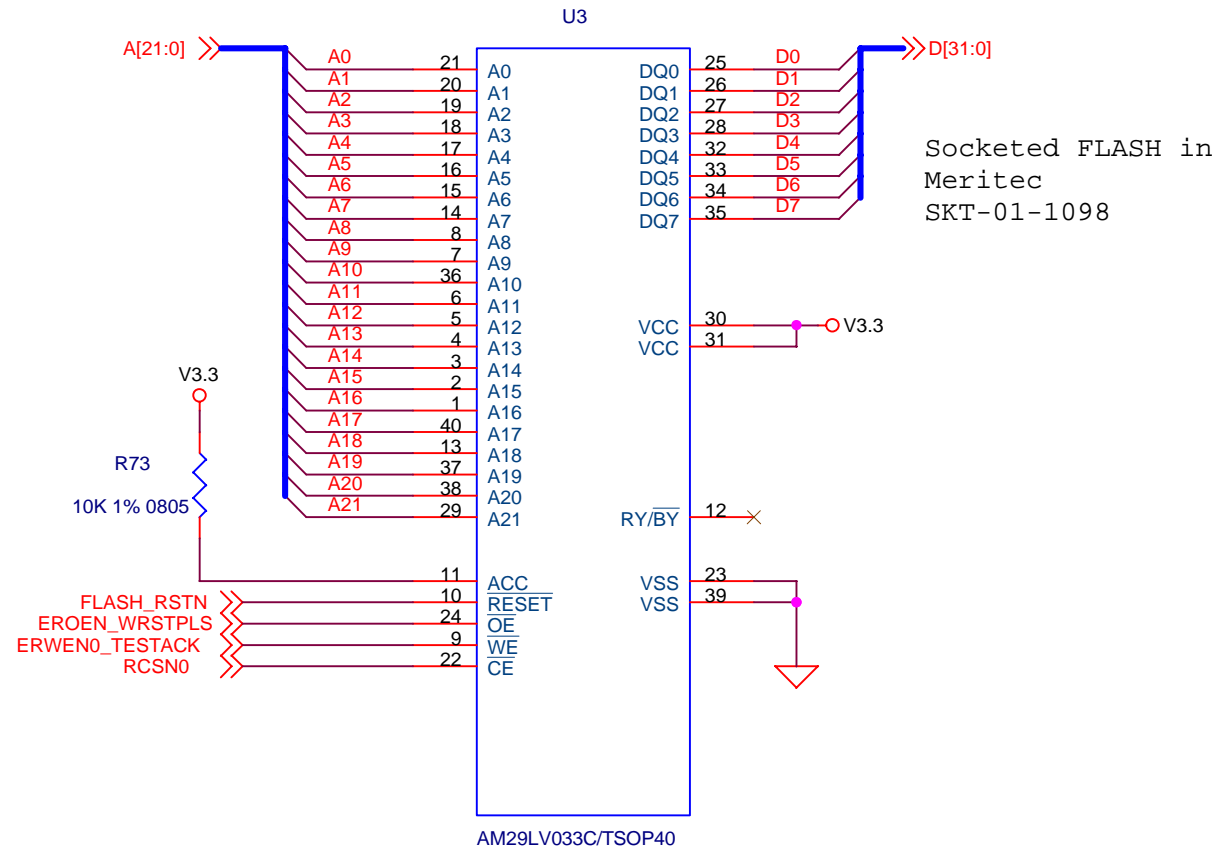 U3
A[21:0]
D[31:0]
A0 21 A0 DQ0 25 D0
A1 20 A1 DQ1 26 D1
A2 19 A2 DQ2 27 D2
A3 18 A3 DQ3 28 D3
A4 17 A4 DQ4 32 D4
A5 16 A5 DQ5 33 D5
A6 15 A6 DQ6 34 D6
A7 14 A7 DQ7 35 D7
Socketed FLASH in
Meritec
SKT-01-1098
A8 8 A8
A9 7 A9
A10 36 A10
A11 6 A11
A12 5 A12 VCC 30 V3.3
A13 4 A13 VCC 31
A14 3 A14
A15 2 A15
A16 1 A16
A17 40 A17
A18 13 A18
A19 37 A19
A20 38 A20
A21 29 A21 RY/BY 12
V3.3
R73
10K 1% 0805
11 ACC VSS 23
FLASH_RSTN 10 RESET VSS 39
EROEN_WRSTPLS 24 OE
ERWEN0_TESTACK 9 WE
RCSN0 22 CE
AM29LV033C/TSOP40